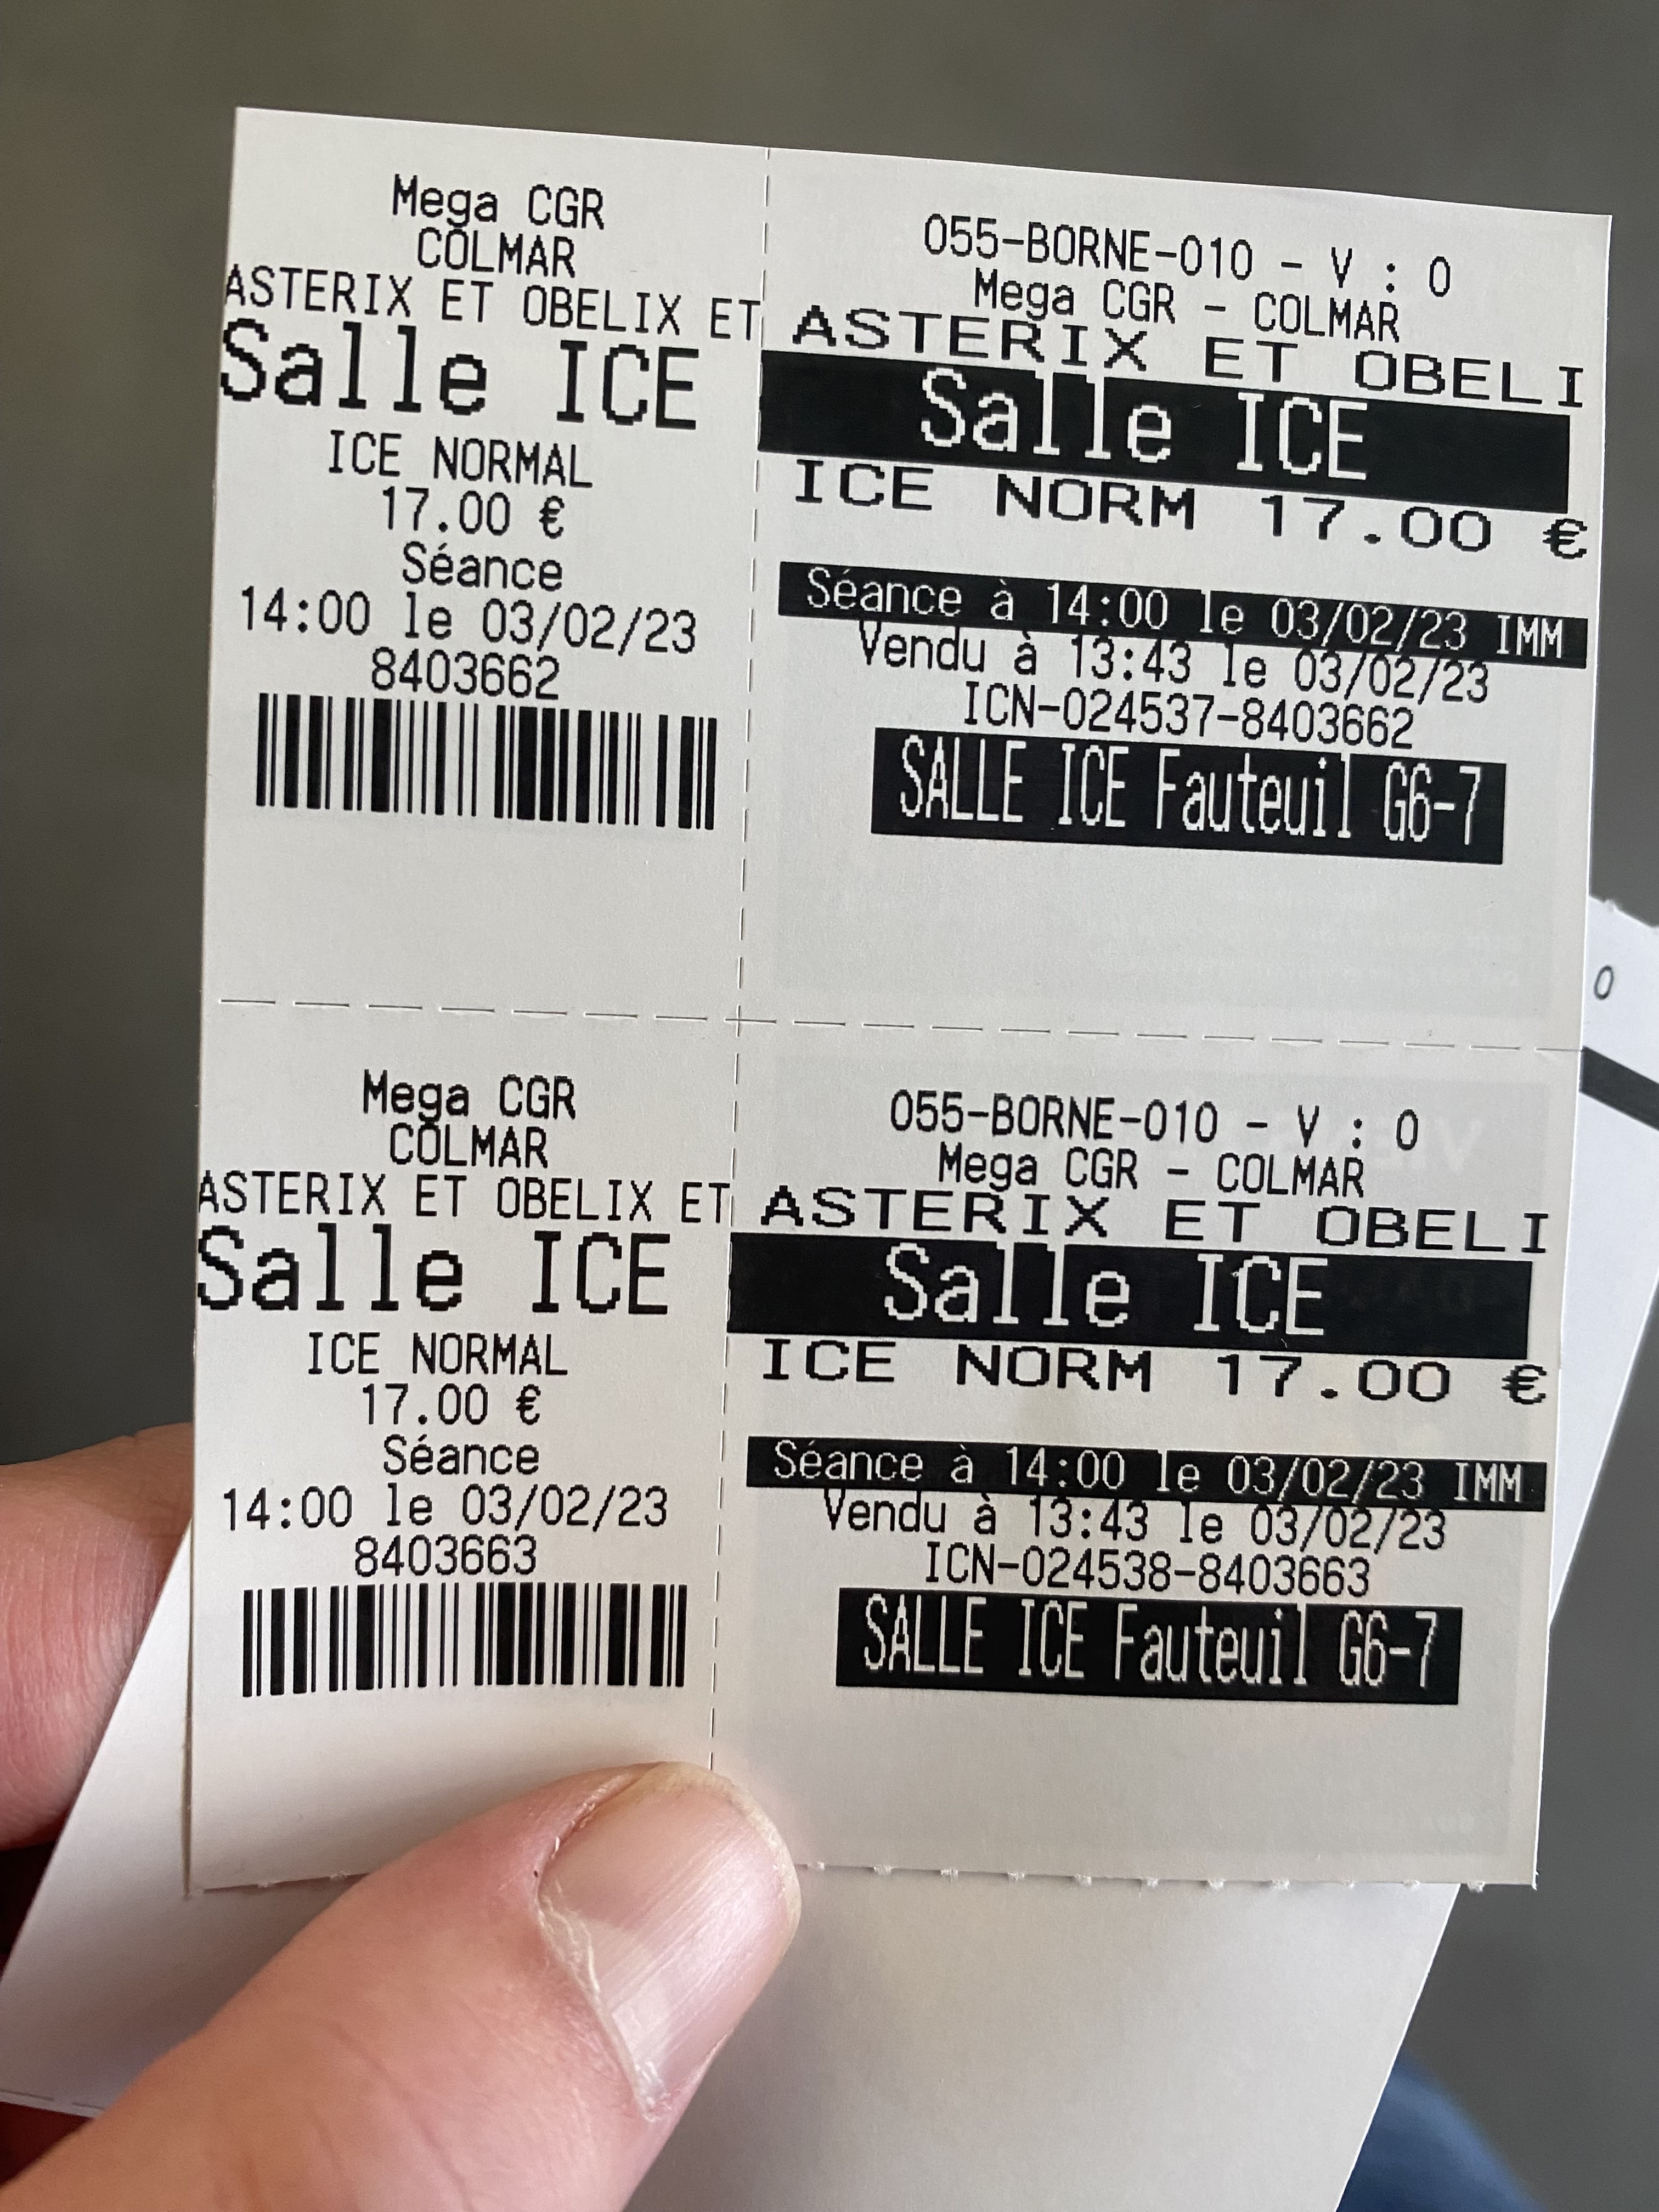 Mega CGR
COLMAR
ASTERIX ET OBELIX ET
Salle ICE
ICE NORMAL
17.00 €
Séance
14:00 le 03/02/23
8403662
055-BORNE-010 - V : 0
Mega CGR - COLMAR
ASTERIX ET OBELI
Salle ICE
ICE NORM 17.00 €
Séance à 14:00 le 03/02/23 IMM
Vendu à 13:43 le 03/02/23
ICN-024537-8403662
SALLE ICE Fauteuil G6-7
0
Mega CGR
COLMAR
ASTERIX ET OBELIX ET
Salle ICE
ICE NORMAL
17.00 €
Séance
14:00 le 03/02/23
8403663
055-BORNE-010 - V : 0
Mega CGR - COLMAR
ASTERIX ET OBELI
Salle ICE
ICE NORM 17.00 €
Séance à 14:00 le 03/02/23 IMM
Vendu à 13:43 le 03/02/23
ICN-024538-8403663
SALLE ICE Fauteuil G6-7